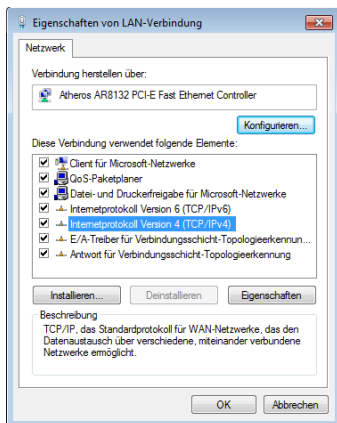 Eigenschaften von LAN-Verbindung
Netzwerk
Verbindung herstellen über:
Atheros AR8132 PCI-E Fast Ethernet Controller
Konfigurieren...
Diese Verbindung verwendet folgende Elemente:
Client für Microsoft-Netzwerke
QoS-Paketplaner
Datei- und Druckerfreigabe für Microsoft-Netzwerke
Internetprotokoll Version 6 (TCP/IPv6)
Internetprotokoll Version 4 (TCP/IPv4)
E/A-Treiber für Verbindungsschicht-Topologieerkennun...
Antwort für Verbindungsschicht-Topologieerkennung
Installieren... Deinstallieren Eigenschaften
Beschreibung
TCP/IP, das Standardprotokoll für WAN-Netzwerke, das den
Datenaustausch über verschiedene, miteinander verbundene
Netzwerke ermöglicht.
OK Abbrechen